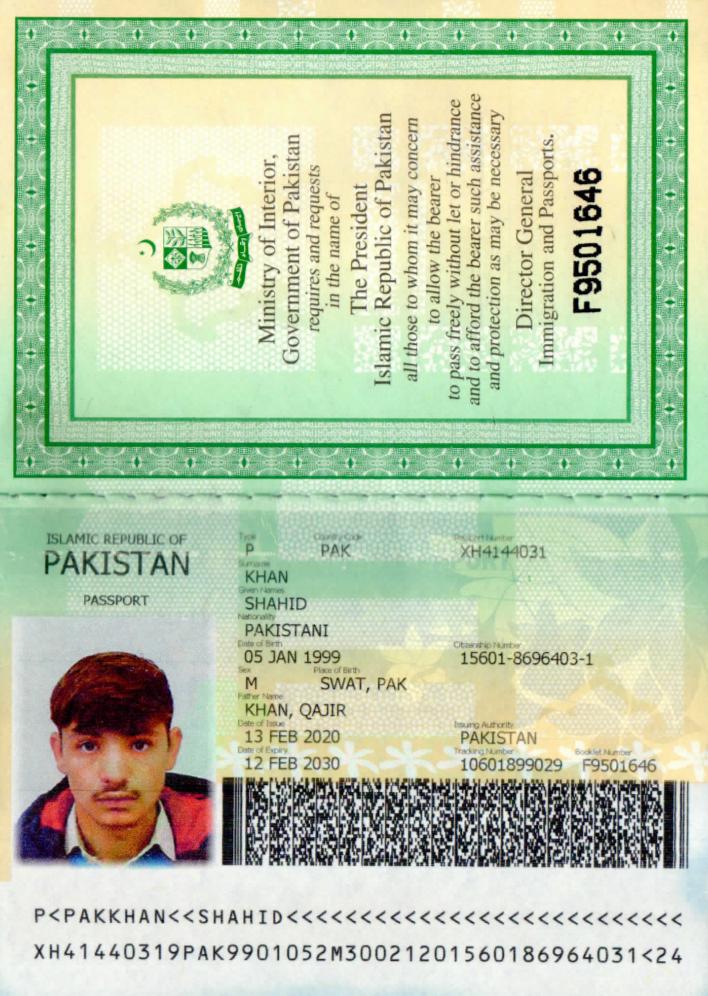 Ministry of Interior,
Government of Pakistan
requires and requests
in the name of
The President
Islamic Republic of Pakistan
all those to whom it may concern
to allow the bearer
to pass freely without let or hindrance
and to afford the bearer such assistance
and protection as may be necessary
Director General
Immigration and Passports.
F9501646
ISLAMIC REPUBLIC OF
PAKISTAN
PASSPORT
Type Country Code Passport Number
P PAK XH4144031
Surname
KHAN
Given Names
SHAHID
Nationality
PAKISTANI
Date of Birth Citizenship Number
05 JAN 1999 15601-8696403-1
Sex Place of Birth
M SWAT, PAK
Father Name
KHAN, QAJIR
Date of Issue Issuing Authority
13 FEB 2020 PAKISTAN
Date of Expiry Tracking Number Booklet Number
12 FEB 2030 10601899029 F9501646
P<PAKKHAN<<SHAHID<<<<<<<<<<<<<<<<<<<<<<<<<<<
XH41440319PAK9901052M30021201560186964031<24